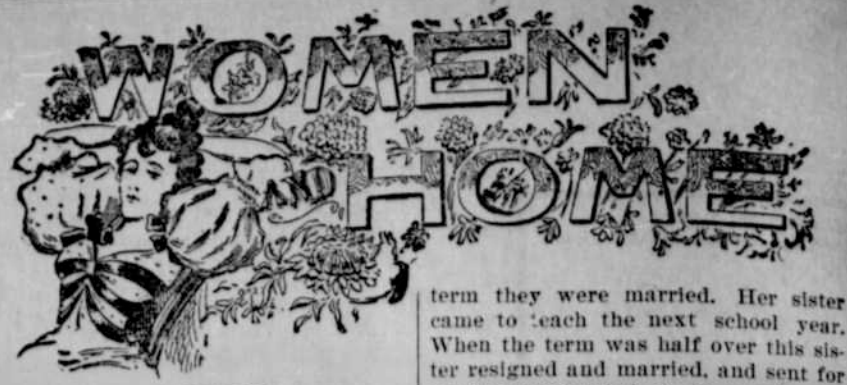 WOMEN
AND HOME
term they were married. Her sister
came to teach the next school year.
When the term was half over this sis-
ter resigned and married, and sent for